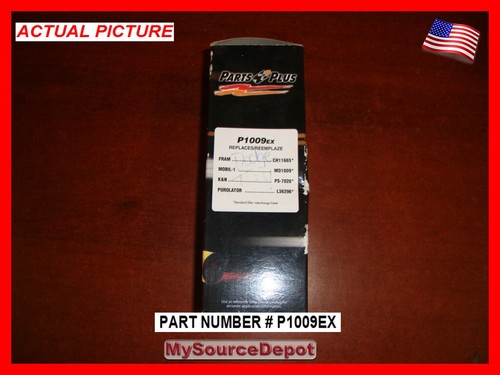 ACTUAL PICTURE
PARTS PLUS
P1009EX
REPLACES/REEMPLAZE
FRAM CH11665*
MOBIL-1 M01009*
K&N PS-7026*
PUROLATOR L36296*
PART NUMBER # P1009EX
MySourceDepot